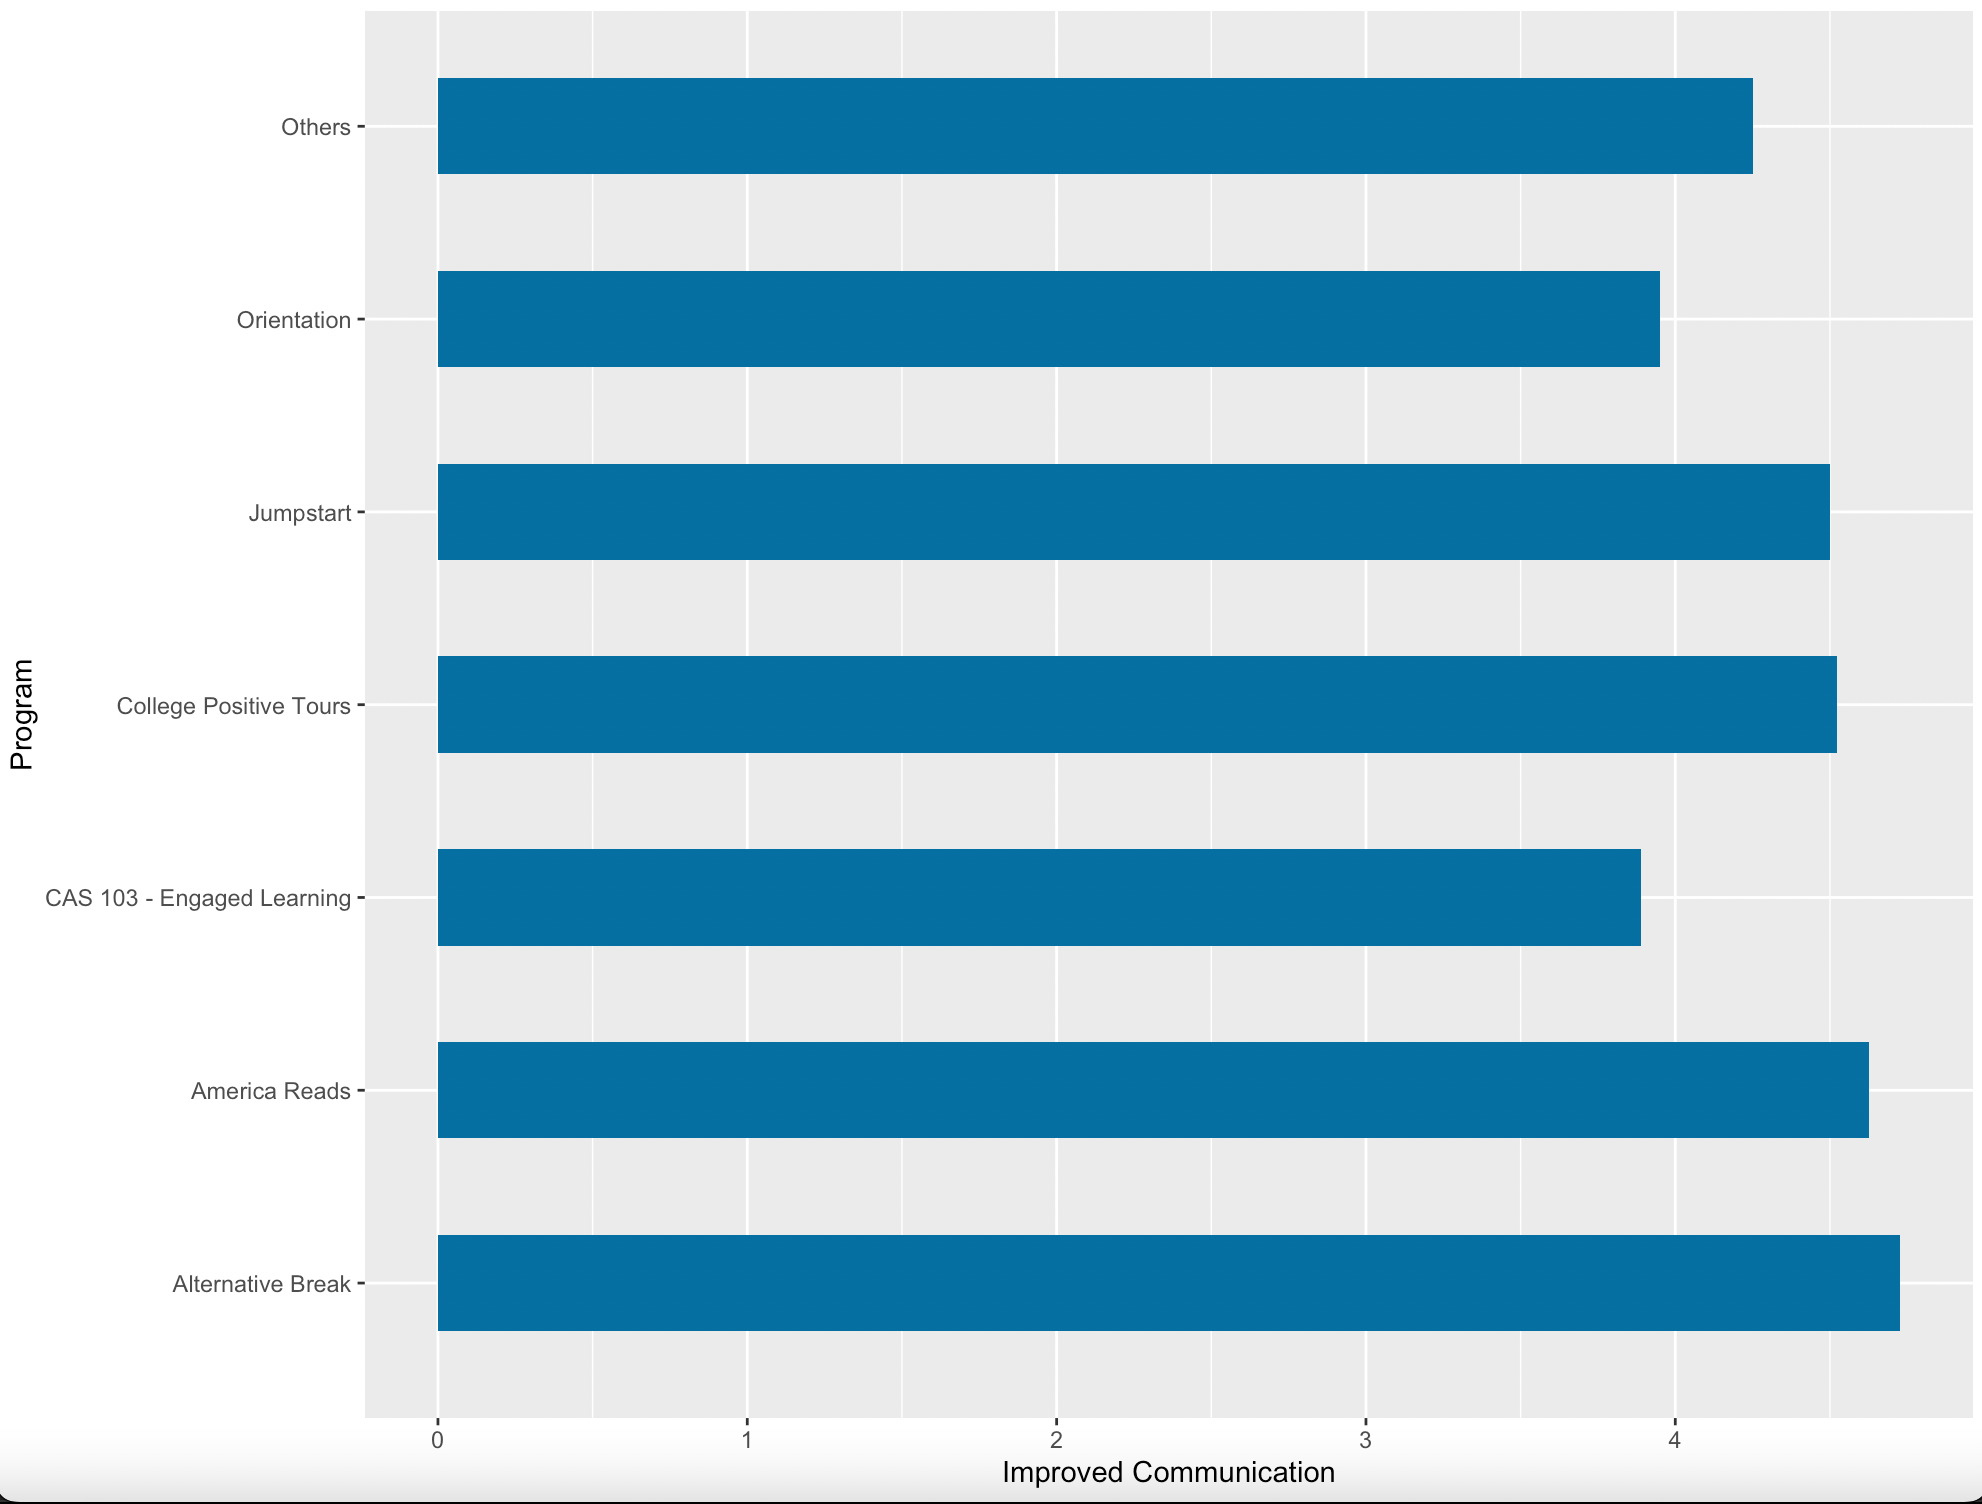 Others
Orientation
Jumpstart
College Positive Tours
CAS 103 - Engaged Learning
America Reads
Alternative Break
Program
0 1 2 3 4
Improved Communication